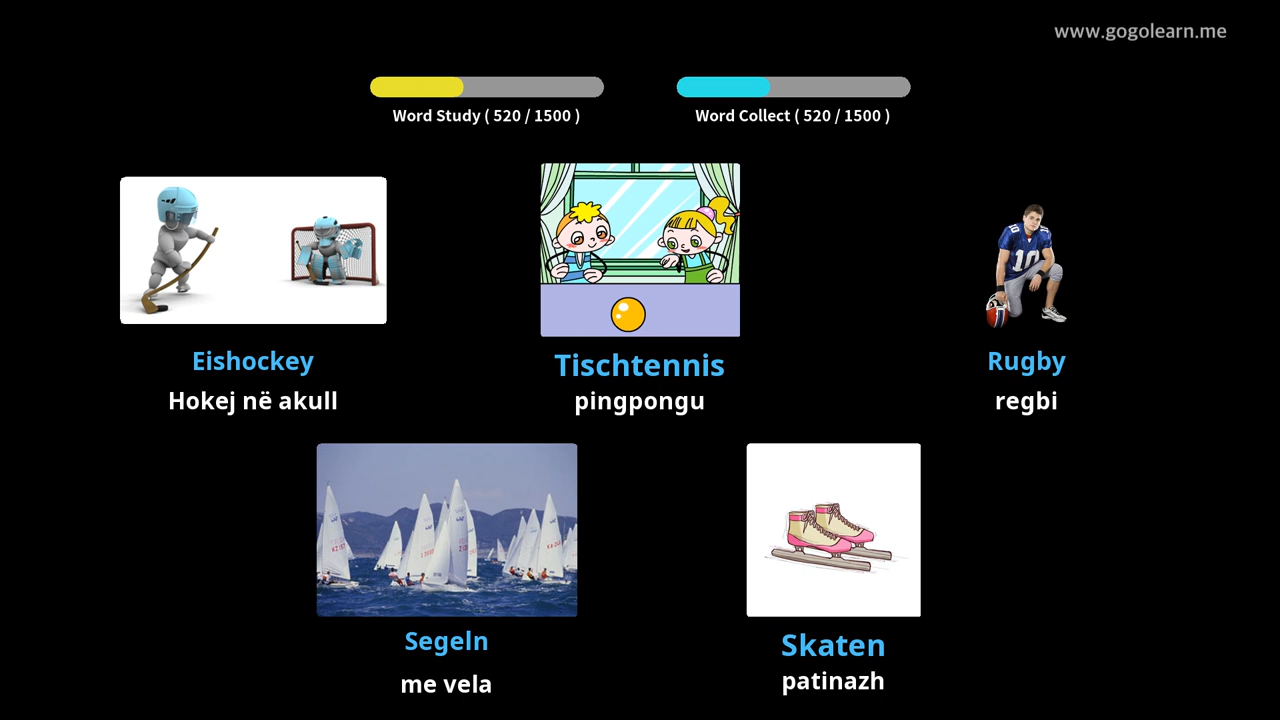 www.gogolearn.me
Word Study ( 520 / 1500 )
Word Collect ( 520 / 1500 )
Eishockey
Hokej në akull
Tischtennis
pingpongu
10
Rugby
regbi
Segeln
me vela
Skaten
patinazh